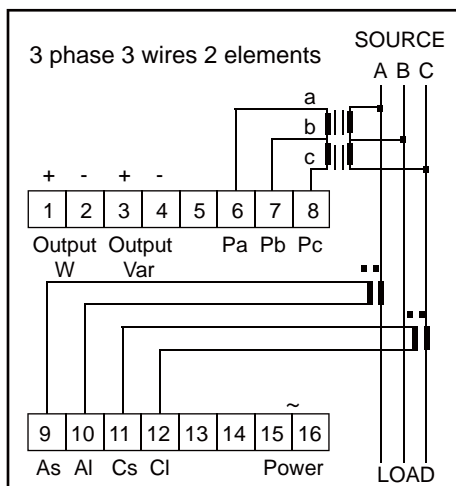 3 phase 3 wires 2 elements
SOURCE
A B C
a
b
c
+ - + -
1 2 3 4 5 6 7 8
Output W
Output Var
Pa Pb Pc
~
9 10 11 12 13 14 15 16
As Al Cs Cl Power
LOAD